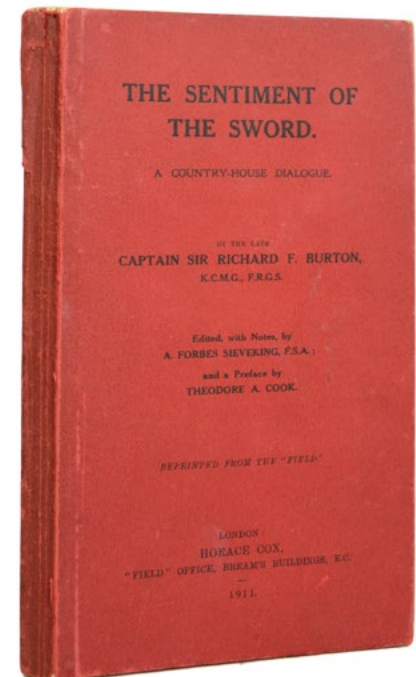 THE SENTIMENT OF
THE SWORD.
A COUNTRY-HOUSE DIALOGUE.
BY THE LATE
CAPTAIN SIR RICHARD F. BURTON,
K.C.M.G., F.R.G.S.
Edited, with Notes, by
A. FORBES SIEVEKING, F.S.A.;
and a Preface by
THEODORE A. COOK.
REPRINTED FROM THE "FIELD"
LONDON:
HORACE COX,
"FIELD" OFFICE, BREAM'S BUILDINGS, E.C.
1911.